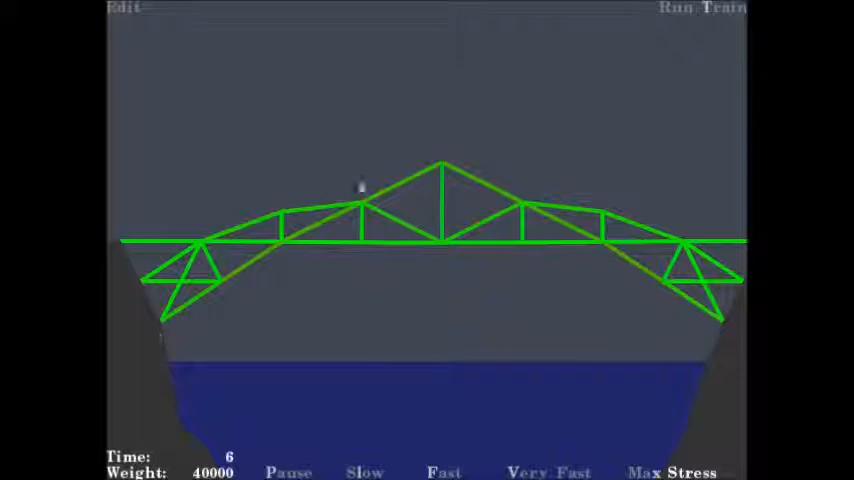 Edit Run Train
Time: 6
Weight: 40000 Pause Slow Fast Very Fast Max Stress